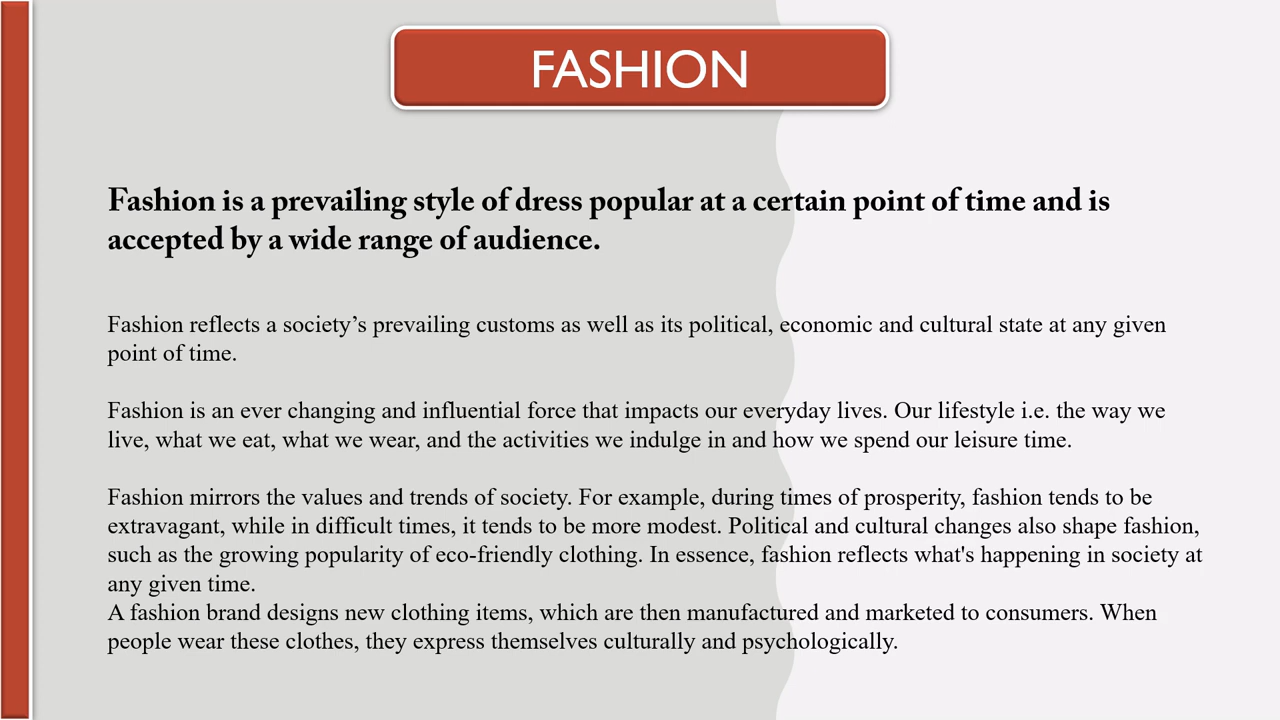 FASHION
Fashion is a prevailing style of dress popular at a certain point of time and is
accepted by a wide range of audience.
Fashion reflects a society’s prevailing customs as well as its political, economic and cultural state at any given
point of time.
Fashion is an ever changing and influential force that impacts our everyday lives. Our lifestyle i.e. the way we
live, what we eat, what we wear, and the activities we indulge in and how we spend our leisure time.
Fashion mirrors the values and trends of society. For example, during times of prosperity, fashion tends to be
extravagant, while in difficult times, it tends to be more modest. Political and cultural changes also shape fashion,
such as the growing popularity of eco-friendly clothing. In essence, fashion reflects what's happening in society at
any given time.
A fashion brand designs new clothing items, which are then manufactured and marketed to consumers. When
people wear these clothes, they express themselves culturally and psychologically.